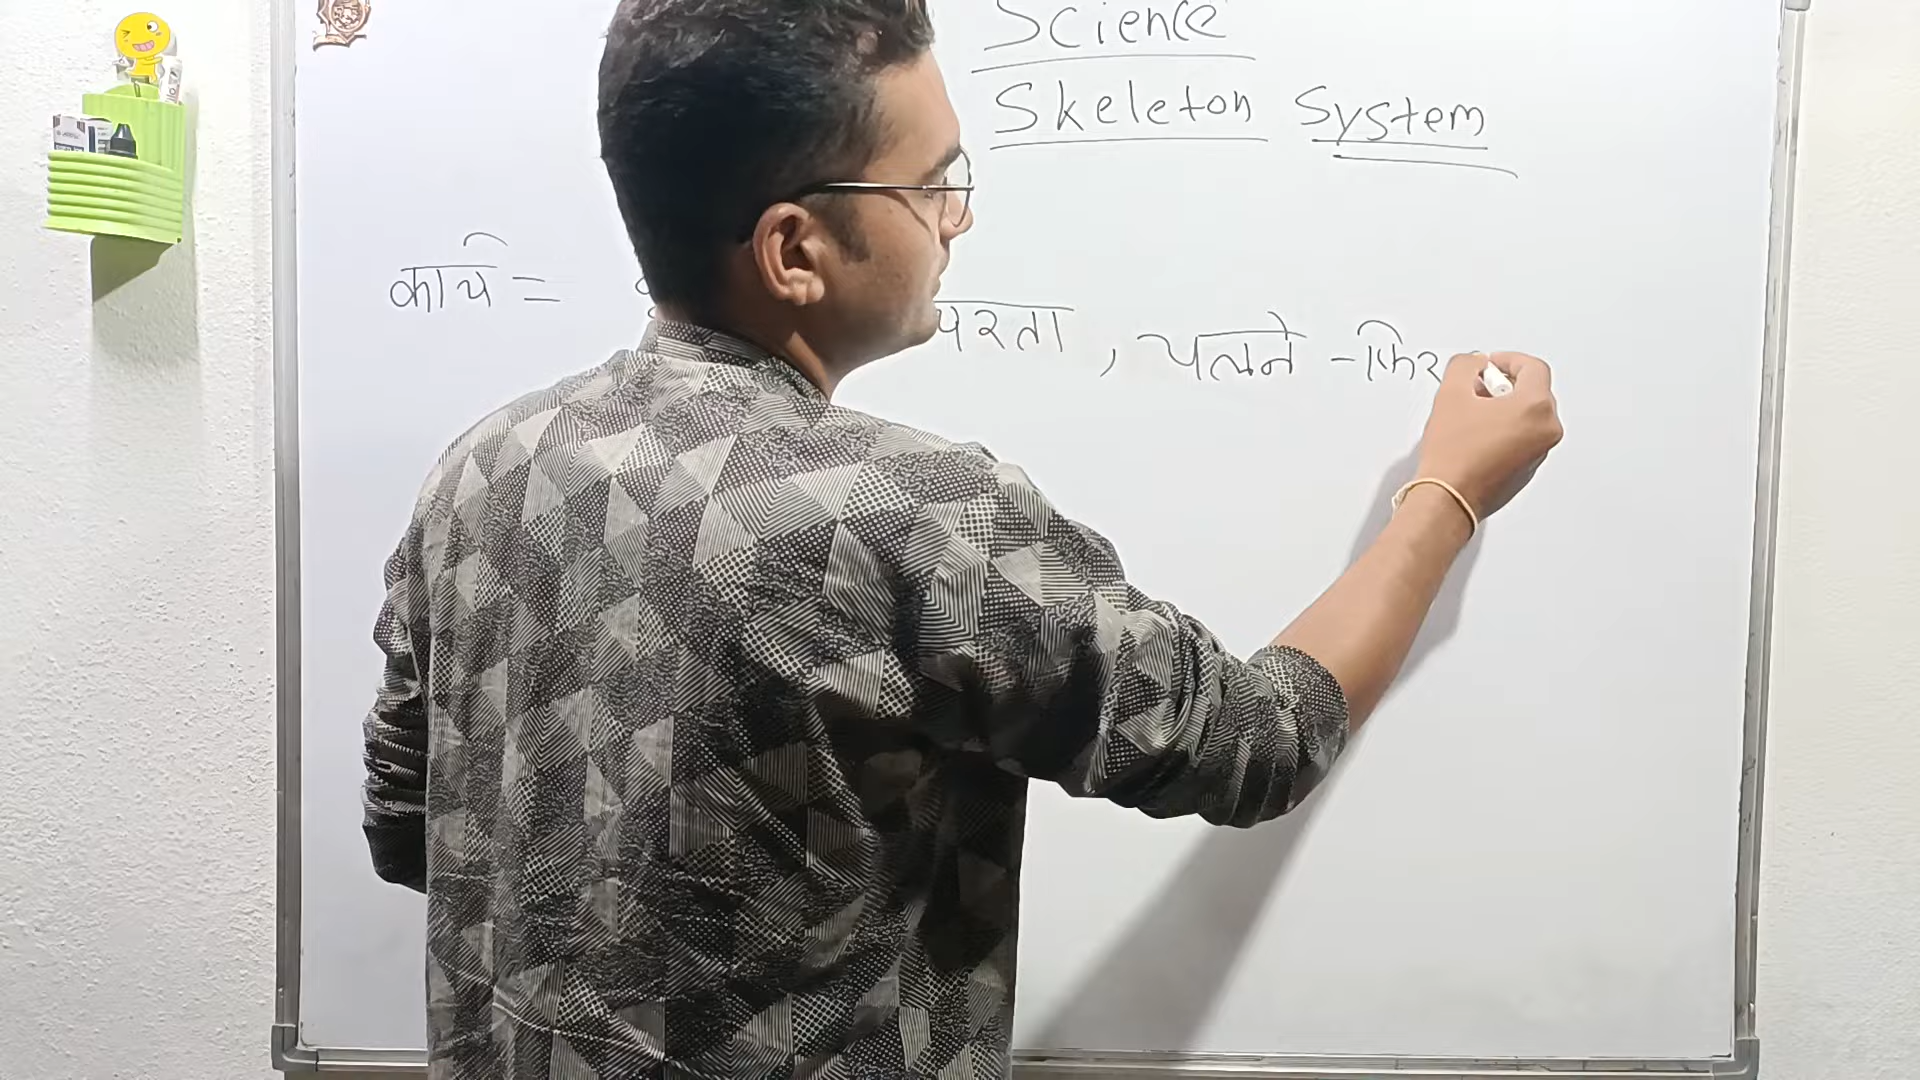 Science
Skeleton System
कार्य = परता , चलने - फिर